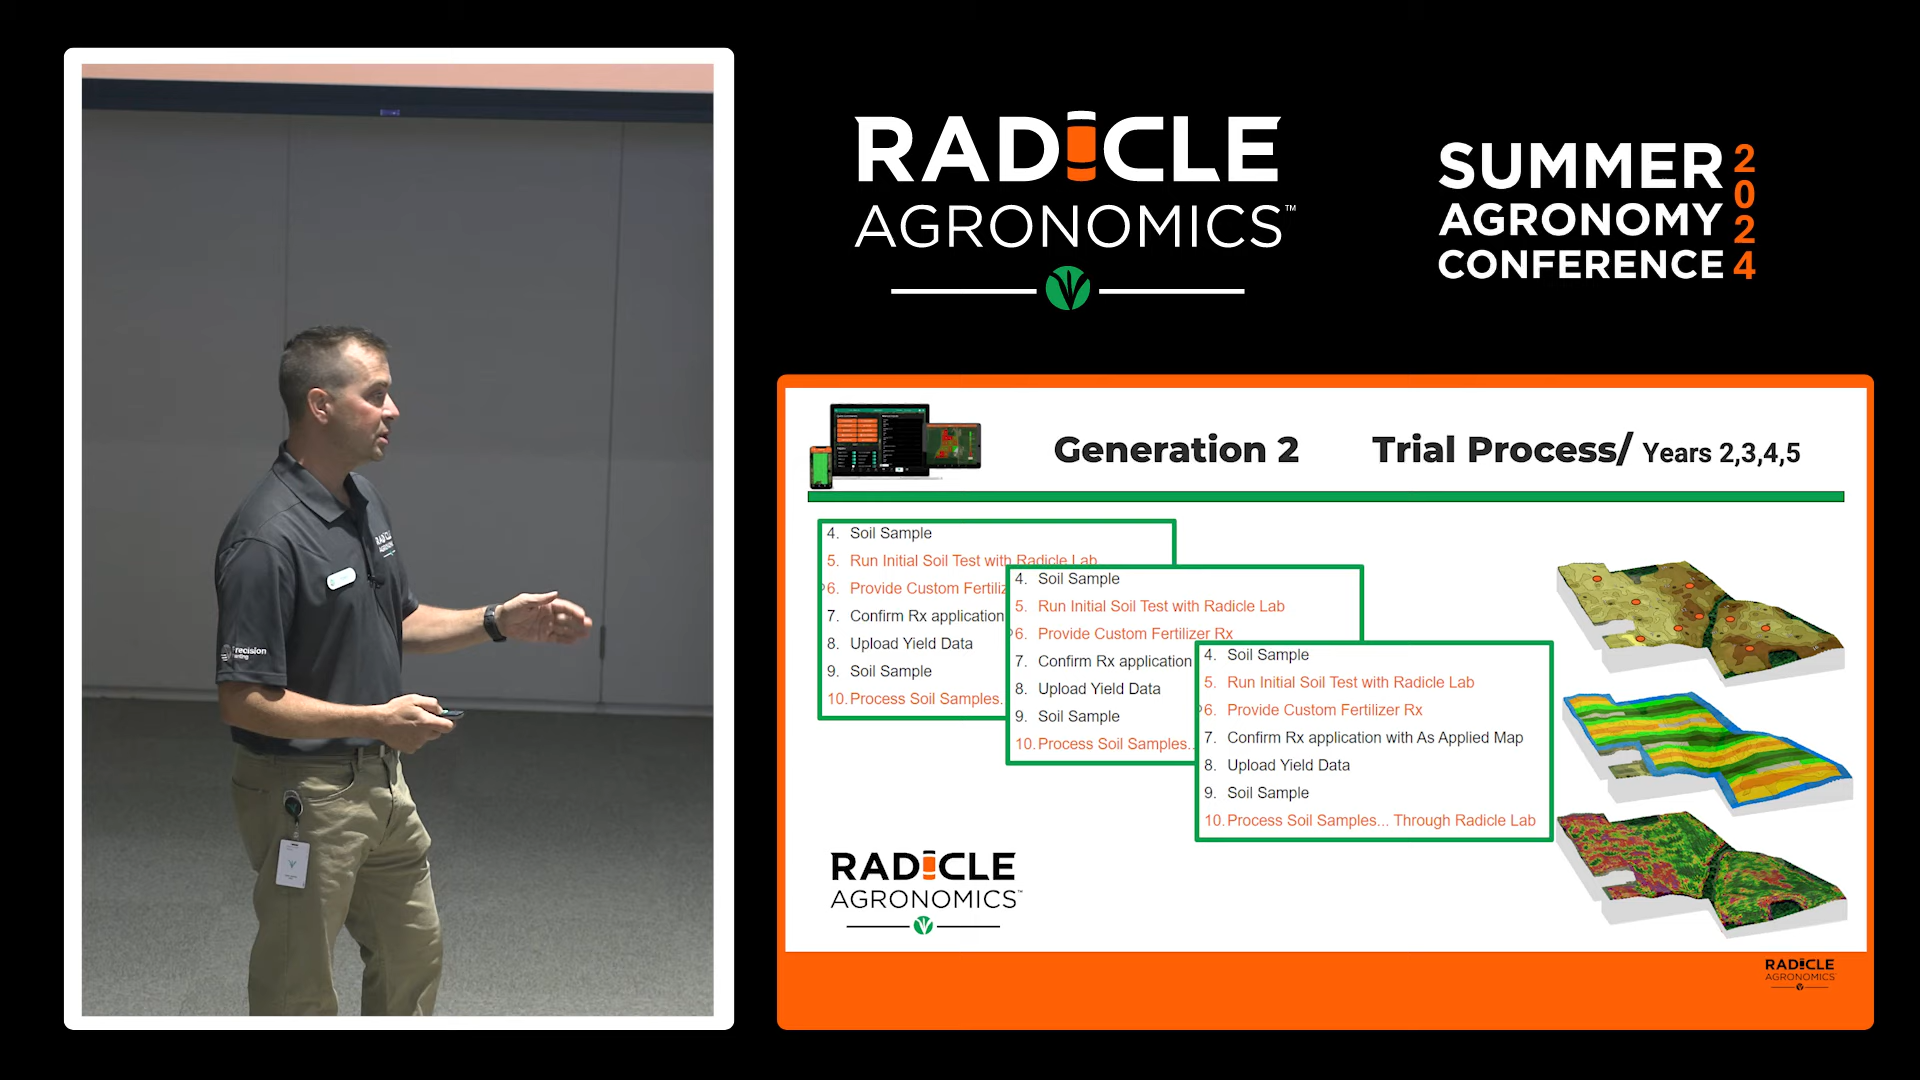 RADICLE
AGRONOMICS™
SUMMER
AGRONOMY
CONFERENCE
2024
Generation 2 Trial Process/ Years 2,3,4,5
4. Soil Sample
5. Run Initial Soil Test with Radicle Lab
6. Provide Custom Fertiliz
7. Confirm Rx application
8. Upload Yield Data
9. Soil Sample
10. Process Soil Samples.
4. Soil Sample
5. Run Initial Soil Test with Radicle Lab
6. Provide Custom Fertilizer Rx
7. Confirm Rx application
8. Upload Yield Data
9. Soil Sample
10. Process Soil Samples..
4. Soil Sample
5. Run Initial Soil Test with Radicle Lab
6. Provide Custom Fertilizer Rx
7. Confirm Rx application with As Applied Map
8. Upload Yield Data
9. Soil Sample
10. Process Soil Samples... Through Radicle Lab
RADICLE
AGRONOMICS™
RADICLE
AGRONOMICS
recision